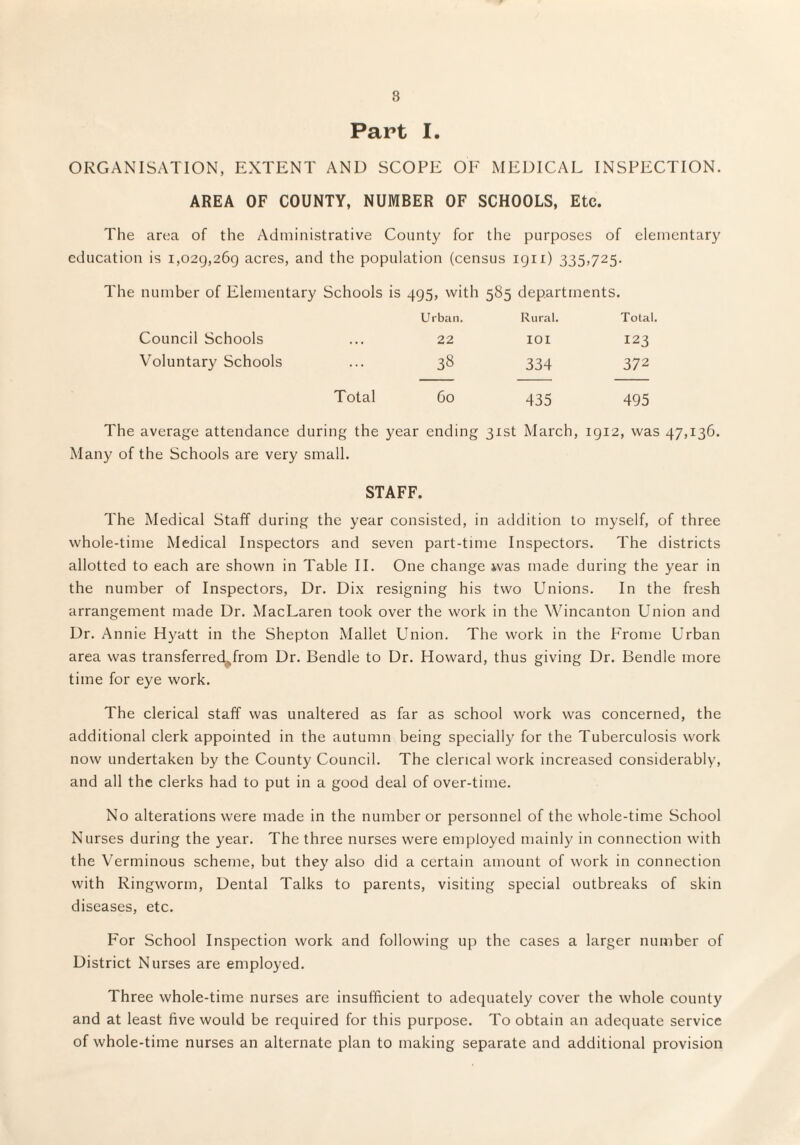 8
Part I.
ORGANISATION, EXTENT AND SCOPE OF MEDICAL INSPECTION.
AREA OF COUNTY, NUMBER OF SCHOOLS, Etc.
The area of the Administrative County for the purposes of elementary
education is 1,029,269 acres, and the population (census 1911) 335,725.
The number of Elementary Schools is 495, with 585 departments.
Urban. Rural. Total.
Council Schools ... 22 101 123
Voluntary Schools ... 38 334 372
Total 60 435 495
The average attendance during the year ending 31st March, 1912, was 47,136.
Many of the Schools are very small.
STAFF.
The Medical Staff during the year consisted, in addition to myself, of three
whole-time Medical Inspectors and seven part-time Inspectors. The districts
allotted to each are shown in Table II. One change was made during the year in
the number of Inspectors, Dr. Dix resigning his two Unions. In the fresh
arrangement made Dr. MacLaren took over the work in the Wincanton Union and
Dr. Annie Hyatt in the Shepton Mallet Union. The work in the Frome Urban
area was transferred from Dr. Bendle to Dr. Howard, thus giving Dr. Bendle more
time for eye work.
The clerical staff was unaltered as far as school work was concerned, the
additional clerk appointed in the autumn being specially for the Tuberculosis work
now undertaken by the County Council. The clerical work increased considerably,
and all the clerks had to put in a good deal of over-time.
No alterations were made in the number or personnel of the whole-time School
Nurses during the year. The three nurses were employed mainly in connection with
the Verminous scheme, but they also did a certain amount of work in connection
with Ringworm, Dental Talks to parents, visiting special outbreaks of skin
diseases, etc.
For School Inspection work and following up the cases a larger number of
District Nurses are employed.
Three whole-time nurses are insufficient to adequately cover the whole county
and at least five would be required for this purpose. To obtain an adequate service
of whole-time nurses an alternate plan to making separate and additional provision